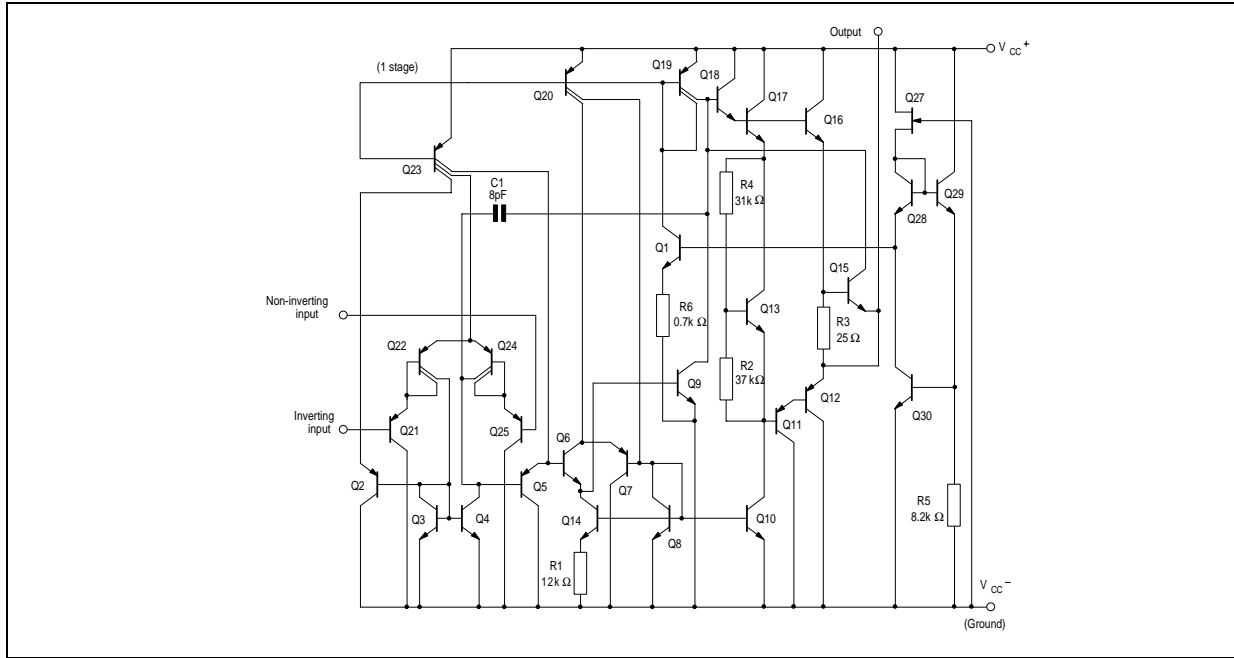 Output
V CC +
(1 stage)
Q19
Q18
Q17
Q27
Q20
Q16
Q23
C1
8pF
R4
31k Ω
Q28
Q29
Q1
Q15
Non-inverting
input
R6
0.7k Ω
Q13
R3
25 Ω
Q22
Q24
R2
37 kΩ
Q9
Q12
Inverting
input
Q21
Q25
Q11
Q30
Q6
Q2
Q5
Q7
R5
8.2k Ω
Q3
Q4
Q14
Q8
Q10
R1
12k Ω
V CC –
(Ground)